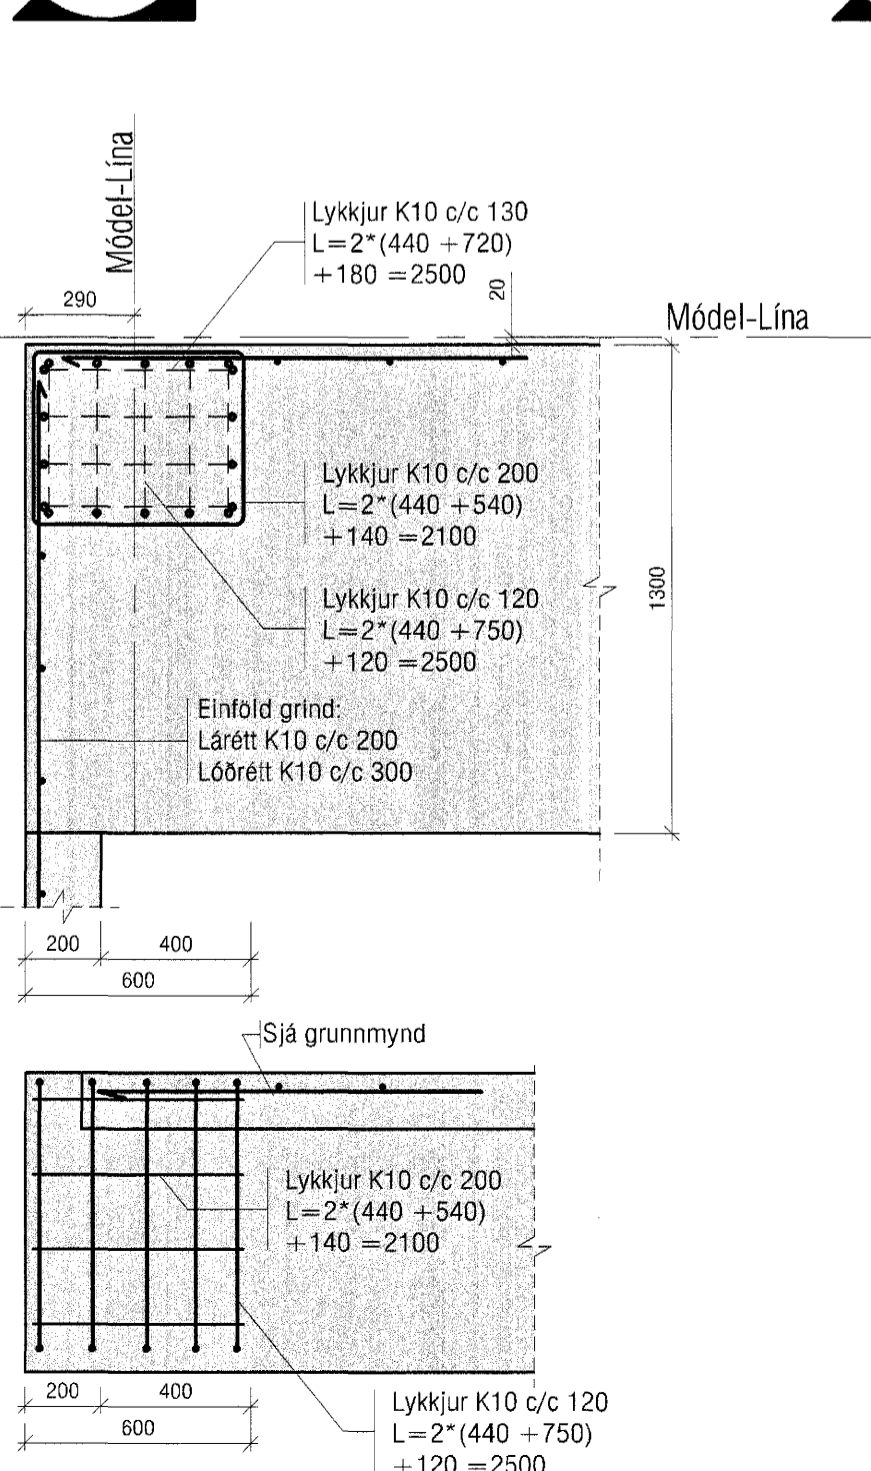 Módel-Lína
Lykkjur K10 c/c 130
L=2*(440 +720)
+180 =2500
290
20
Módel-Lína
Lykkjur K10 c/c 200
L=2*(440 +540)
+140 =2100
Lykkjur K10 c/c 120
L=2*(440 +750)
+120 =2500
1300
Einföld grind:
Lárétt K10 c/c 200
Lóðrétt K10 c/c 300
200
400
600
Sjá grunnmynd
Lykkjur K10 c/c 200
L=2*(440 +540)
+140 =2100
200
400
600
Lykkjur K10 c/c 120
L=2*(440 +750)
+120 =2500